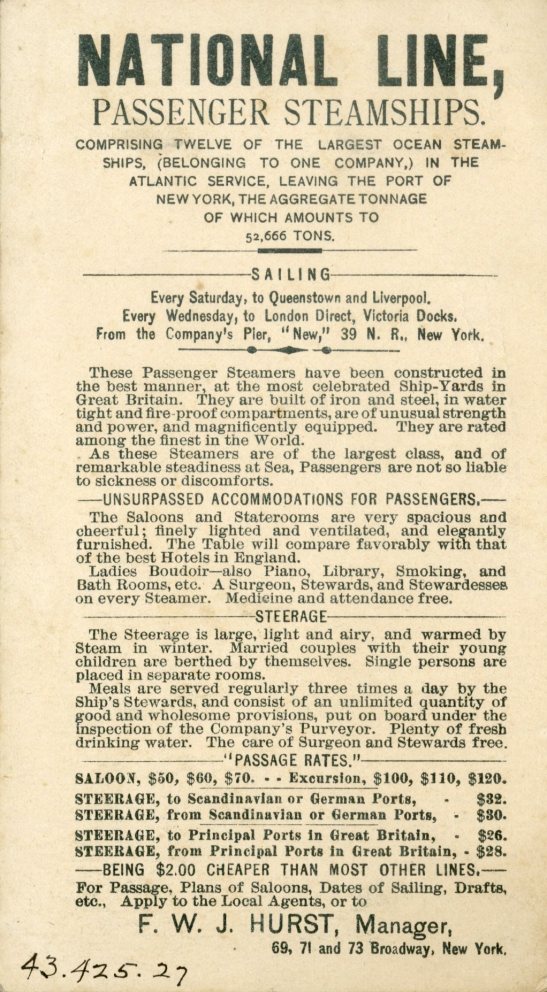 NATIONAL LINE,
PASSENGER STEAMSHIPS.
COMPRISING TWELVE OF THE LARGEST OCEAN STEAM-
SHIPS, (BELONGING TO ONE COMPANY,) IN THE
ATLANTIC SERVICE, LEAVING THE PORT OF
NEW YORK, THE AGGREGATE TONNAGE
OF WHICH AMOUNTS TO
52,666 TONS.
SAILING
Every Saturday, to Queenstown and Liverpool.
Every Wednesday, to London Direct, Victoria Docks.
From the Company's Pier, "New," 39 N. R., New York.
These Passenger Steamers have been constructed in
the best manner, at the most celebrated Ship-Yards in
Great Britain. They are built of iron and steel, in water
tight and fire-proof compartments, are of unusual strength
and power, and magnificently equipped. They are rated
among the finest in the World.
As these Steamers are of the largest class, and of
remarkable steadiness at Sea, Passengers are not so liable
to sickness or discomforts.
UNSURPASSED ACCOMMODATIONS FOR PASSENGERS.
The Saloons and Staterooms are very spacious and
cheerful; finely lighted and ventilated, and elegantly
furnished. The Table will compare favorably with that
of the best Hotels in England.
Ladies Boudoir—also Piano, Library, Smoking, and
Bath Rooms, etc. A Surgeon, Stewards, and Stewardesses
on every Steamer. Medicine and attendance free.
STEERAGE
The Steerage is large, light and airy, and warmed by
Steam in winter. Married couples with their young
children are berthed by themselves. Single persons are
placed in separate rooms.
Meals are served regularly three times a day by the
Ship's Stewards, and consist of an unlimited quantity of
good and wholesome provisions, put on board under the
inspection of the Company's Purveyor. Plenty of fresh
drinking water. The care of Surgeon and Stewards free.
"PASSAGE RATES."
SALOON, $50, $60, $70. - - Excursion, $100, $110, $120.
STEERAGE, to Scandinavian or German Ports, - $32.
STEERAGE, from Scandinavian or German Ports, - $30.
STEERAGE, to Principal Ports in Great Britain, - $26.
STEERAGE, from Principal Ports in Great Britain, - $28.
BEING $2.00 CHEAPER THAN MOST OTHER LINES.
For Passage, Plans of Saloons, Dates of Sailing, Drafts,
etc., Apply to the Local Agents, or to
F. W. J. HURST, Manager,
69, 71 and 73 Broadway, New York.
43.425.27